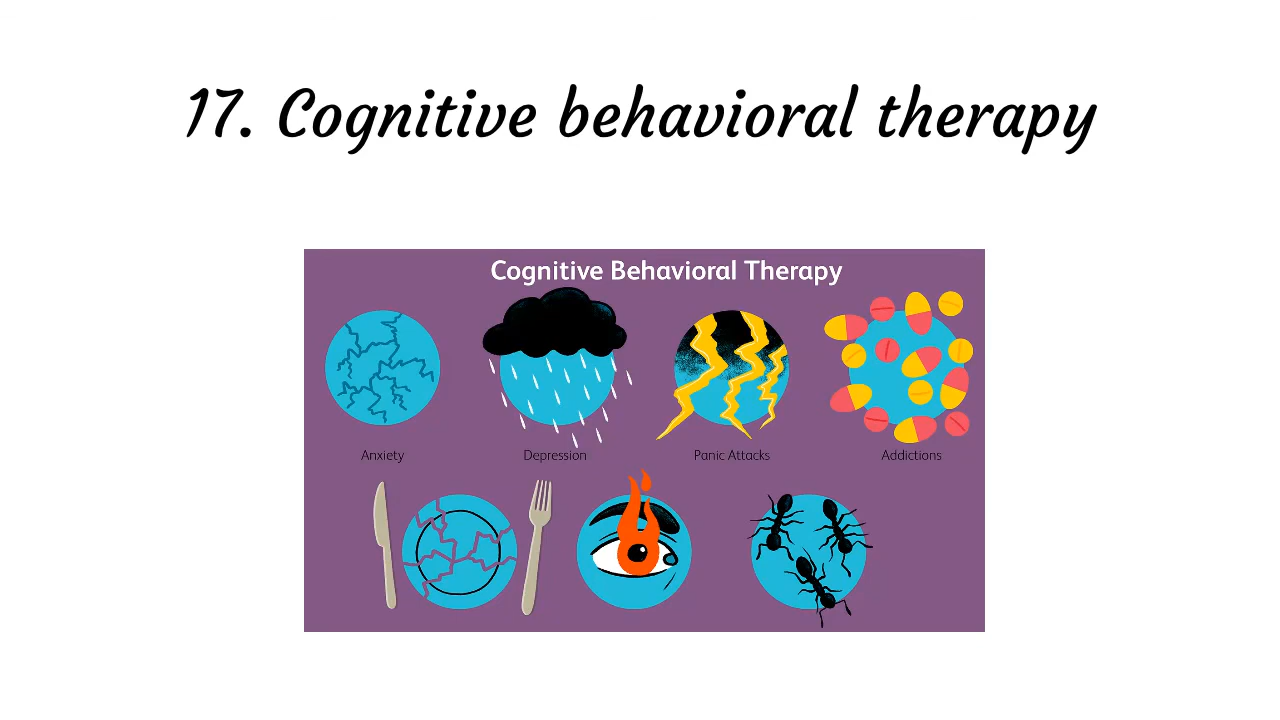 17. Cognitive behavioral therapy
Cognitive Behavioral Therapy
Anxiety
Depression
Panic Attacks
Addictions